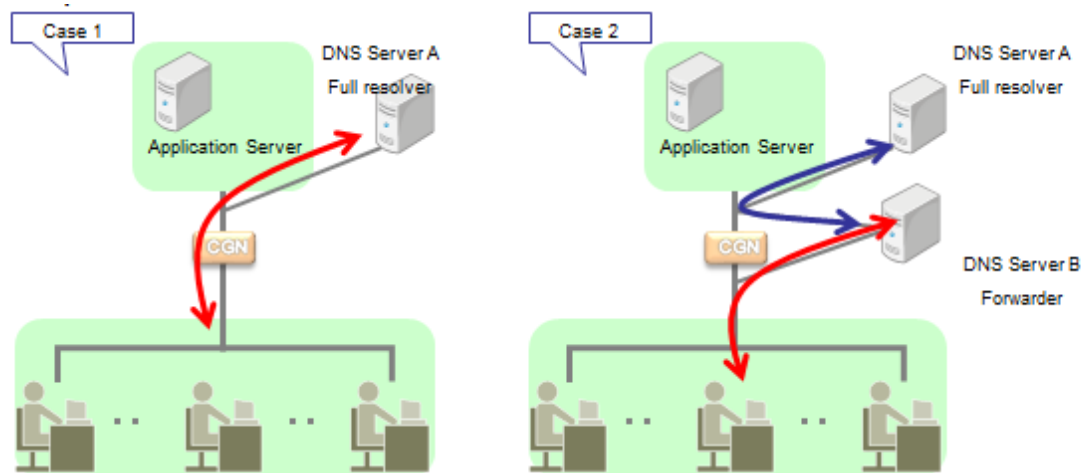 Case 1
DNS Server A
Full resolver
Application Server
CGN
Case 2
DNS Server A
Full resolver
Application Server
CGN
DNS Server B
Forwarder